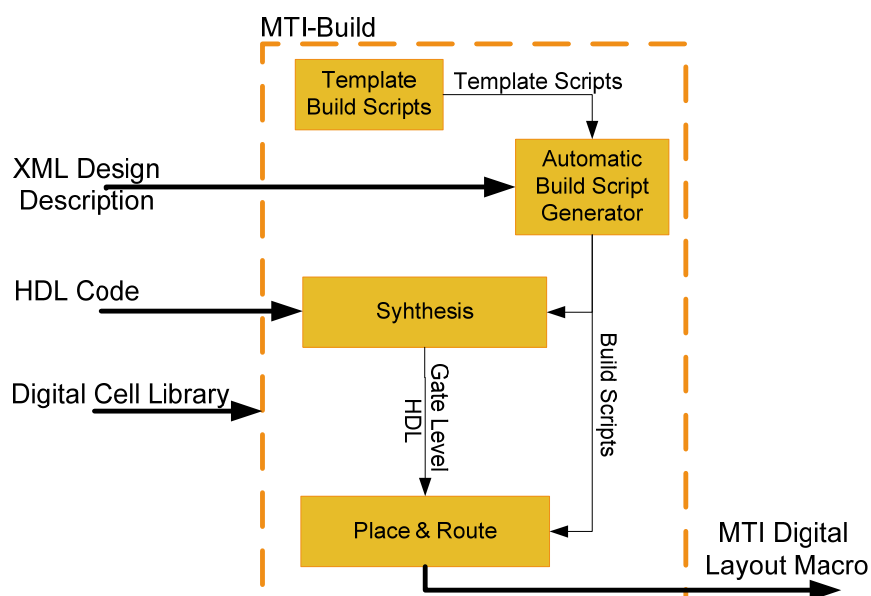 MTI-Build
Template
Build Scripts
Template Scripts
Automatic
Build Script
Generator
XML Design
Description
HDL Code
Syhthesis
Digital Cell Library
Gate Level
HDL
Build Scripts
Place & Route
MTI Digital
Layout Macro